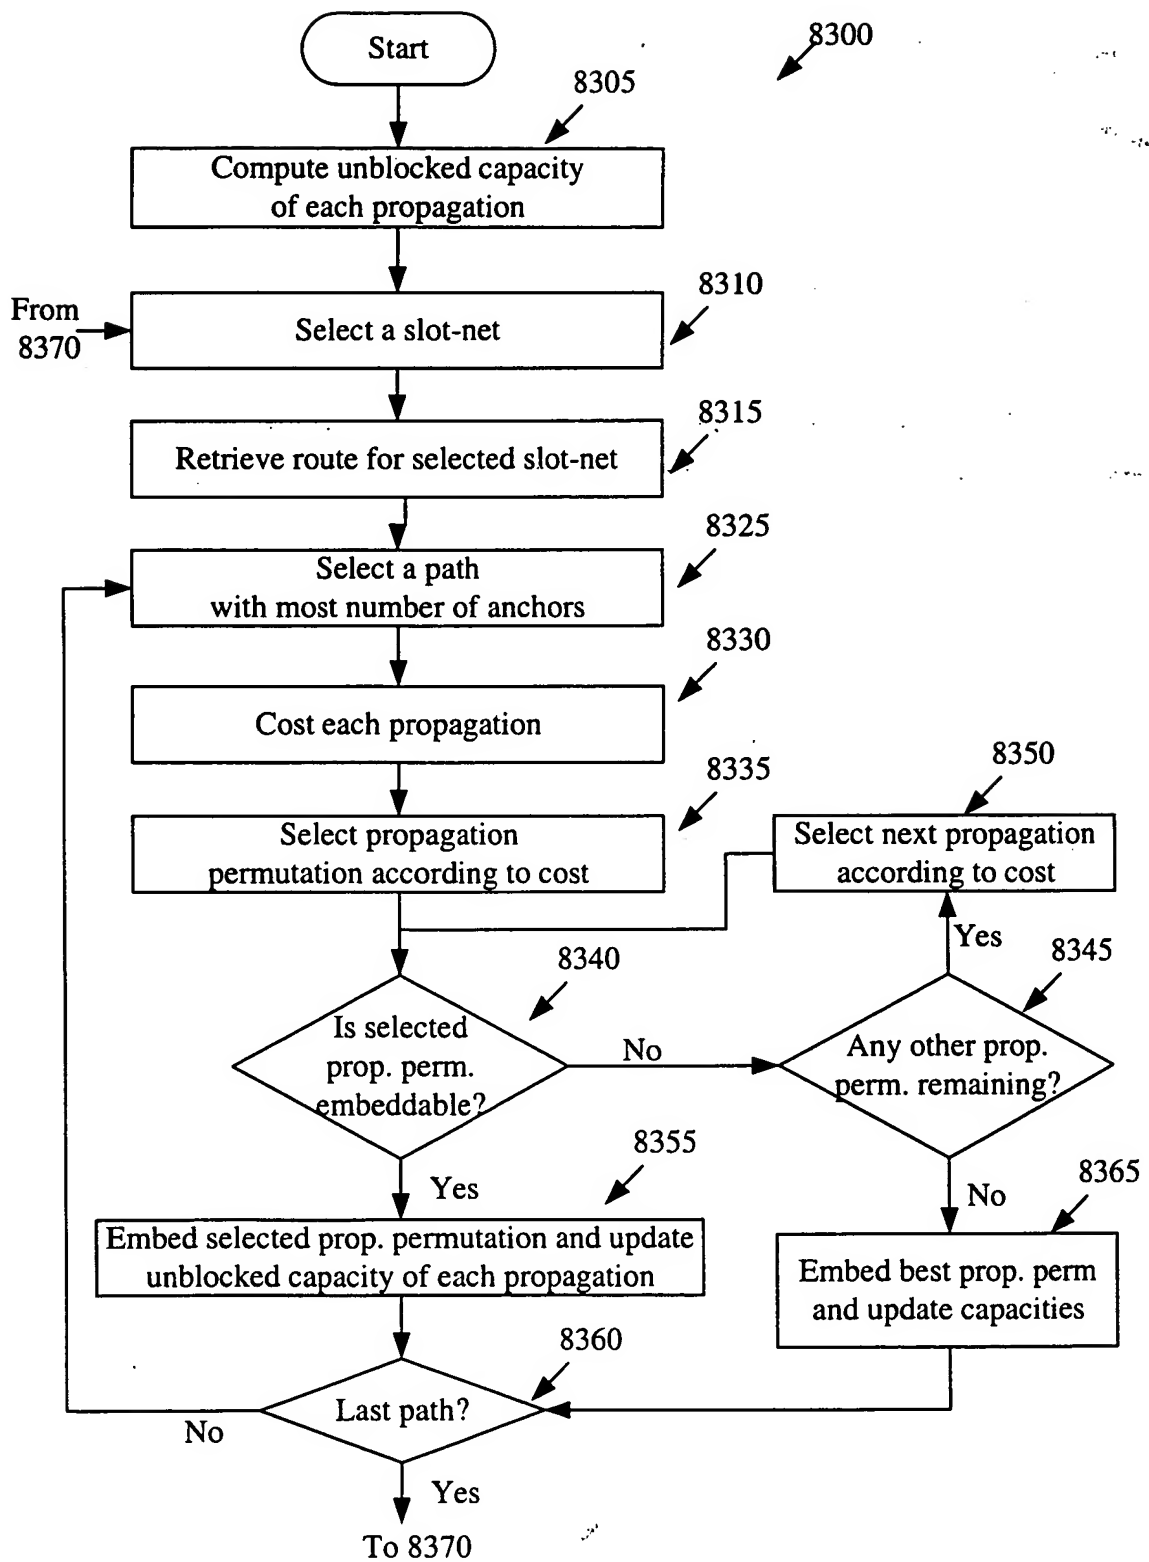 Start
8300
8305
Compute unblocked capacity
of each propagation
From
8370
8310
Select a slot-net
8315
Retrieve route for selected slot-net
8325
Select a path
with most number of anchors
8330
Cost each propagation
8335
Select propagation
permutation according to cost
8350
Select next propagation
according to cost
Yes
8340
Is selected
prop. perm.
embeddable?
No
8345
Any other prop.
perm. remaining?
Yes
8355
Embed selected prop. permutation and update
unblocked capacity of each propagation
No
8365
Embed best prop. perm
and update capacities
8360
Last path?
No
Yes
To 8370